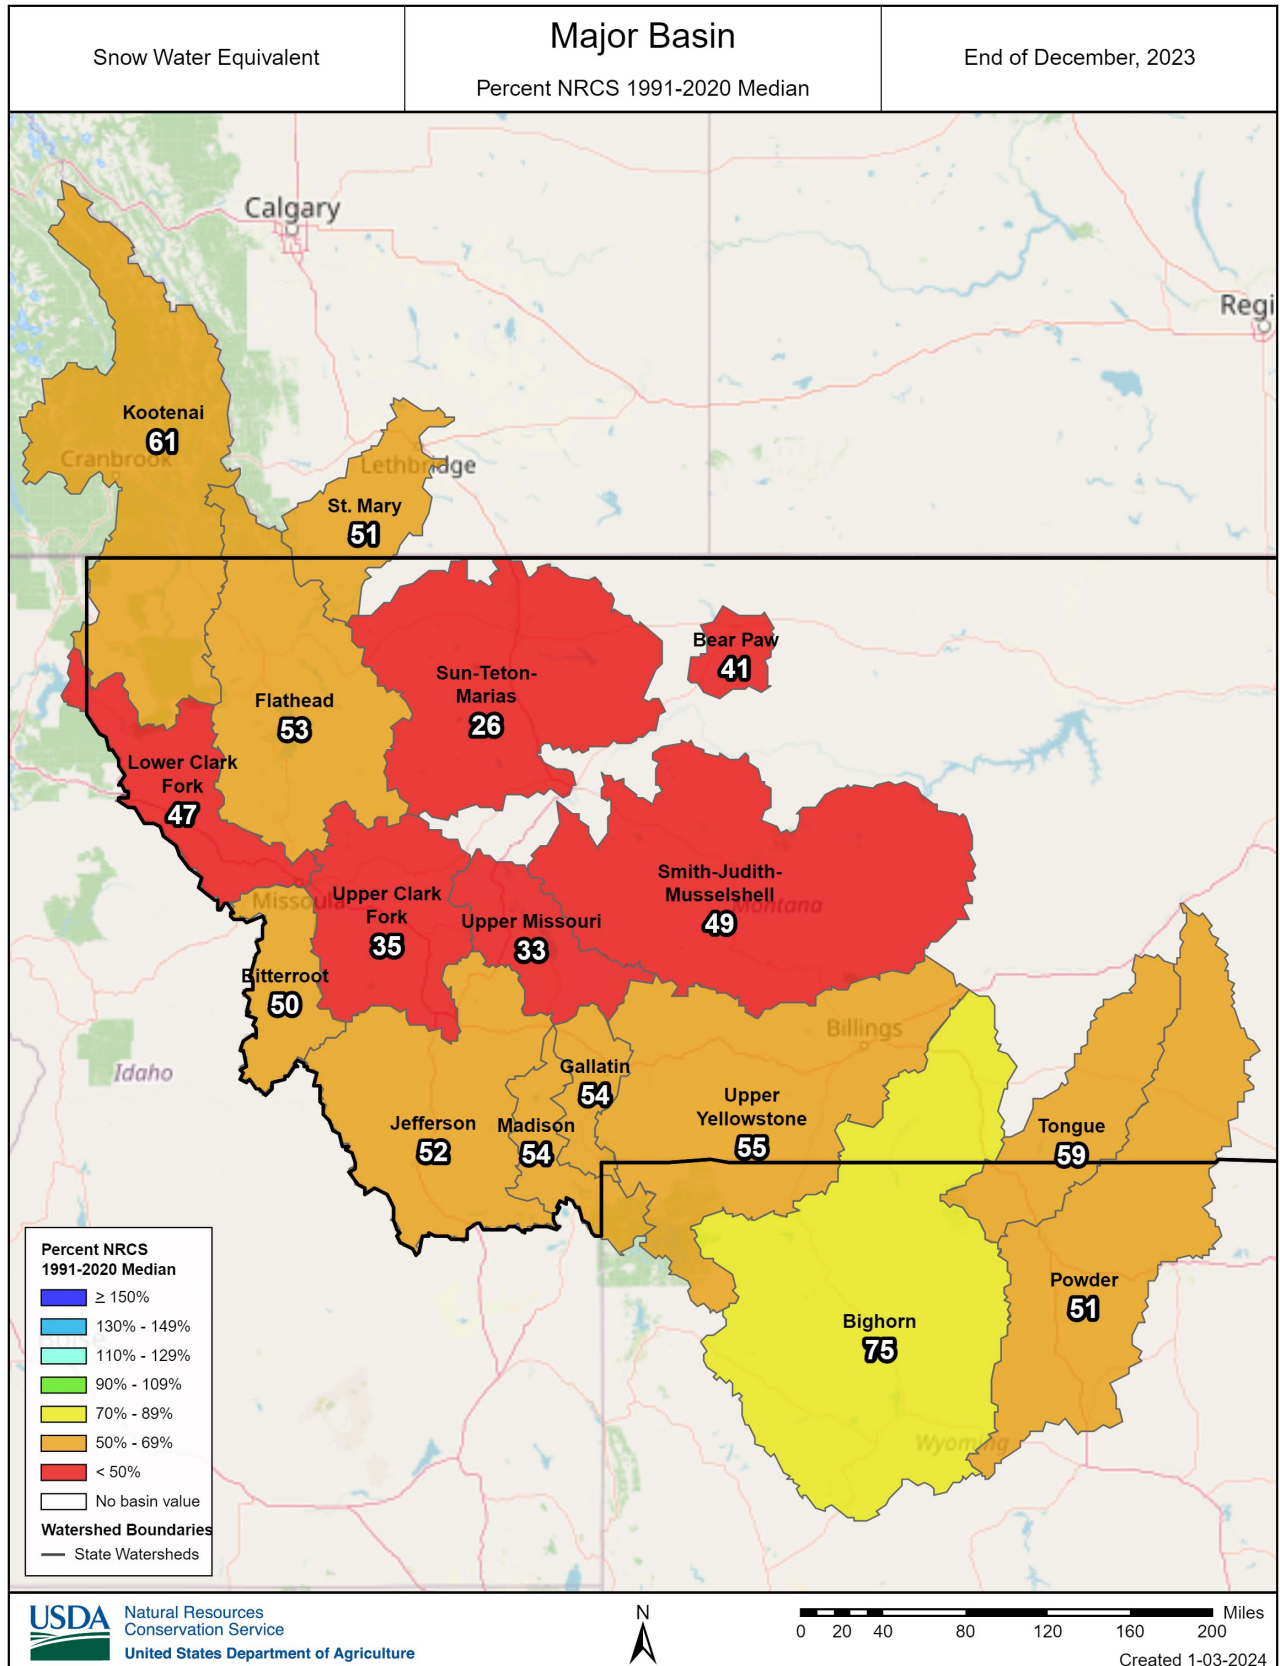 Snow Water Equivalent
Major Basin
Percent NRCS 1991-2020 Median
End of December, 2023
Calgary
Regi
Kootenai
61
Cranbrook
Lethbridge
St. Mary
51
Bear Paw
41
Sun-Teton-
Marias
26
Flathead
53
Lower Clark
Fork
47
Smith-Judith-
Musselshell
49
Montana
Upper Clark
Fork
35
Missoula
Upper Missouri
33
Bitterroot
50
Billings
Idaho
Gallatin
54
Upper
Yellowstone
55
Jefferson
52
Madison
54
Tongue
59
Powder
51
Bighorn
75
Wyoming
Percent NRCS
1991-2020 Median
≥ 150%
130% - 149%
110% - 129%
90% - 109%
70% - 89%
50% - 69%
< 50%
No basin value
Watershed Boundaries
State Watersheds
USDA
Natural Resources
Conservation Service
United States Department of Agriculture
N
Miles
0 20 40 80 120 160 200
Created 1-03-2024